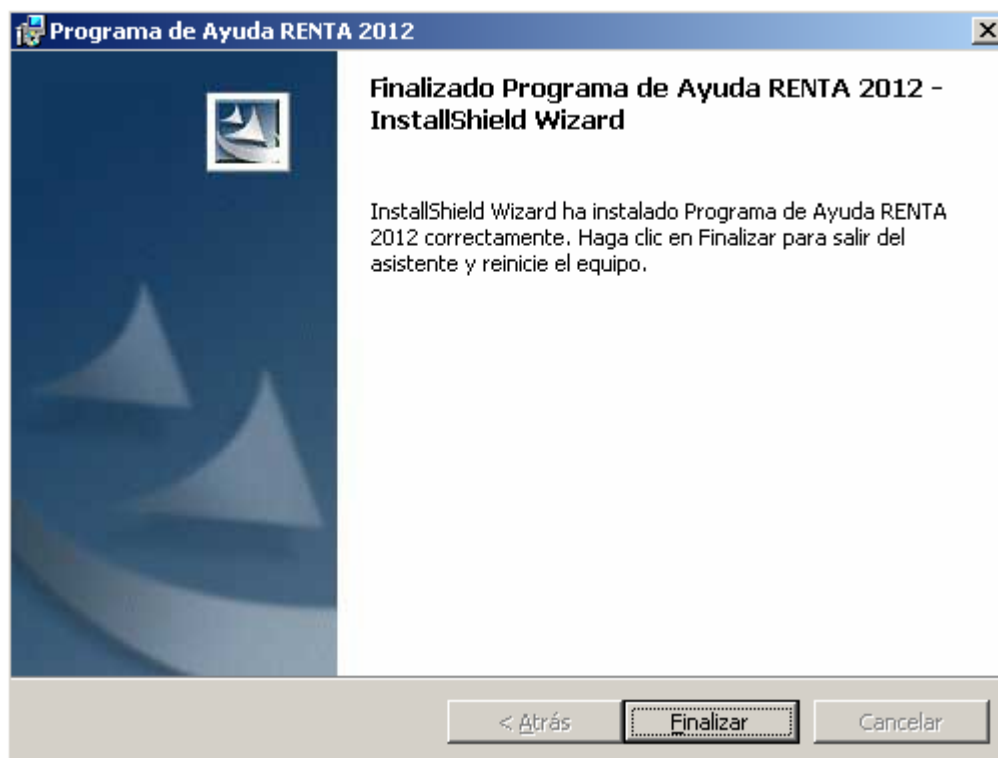 Programa de Ayuda RENTA 2012
Finalizado Programa de Ayuda RENTA 2012 -
InstallShield Wizard
InstallShield Wizard ha instalado Programa de Ayuda RENTA
2012 correctamente. Haga clic en Finalizar para salir del
asistente y reinicie el equipo.
< Atrás Finalizar Cancelar